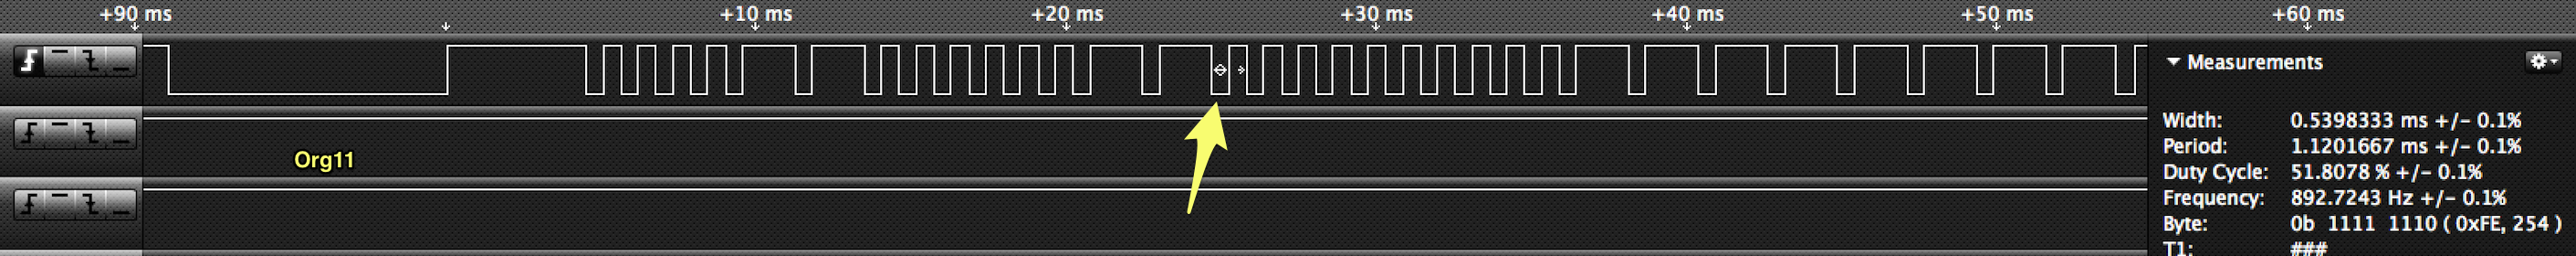 +90 ms +10 ms +20 ms +30 ms +40 ms +50 ms +60 ms
Measurements
Width: 0.5398333 ms +/- 0.1%
Period: 1.1201667 ms +/- 0.1%
Org11
Duty Cycle: 51.8078 % +/- 0.1%
Frequency: 892.7243 Hz +/- 0.1%
Byte: 0b 1111 1110 ( 0xFE, 254 )
T1: ###